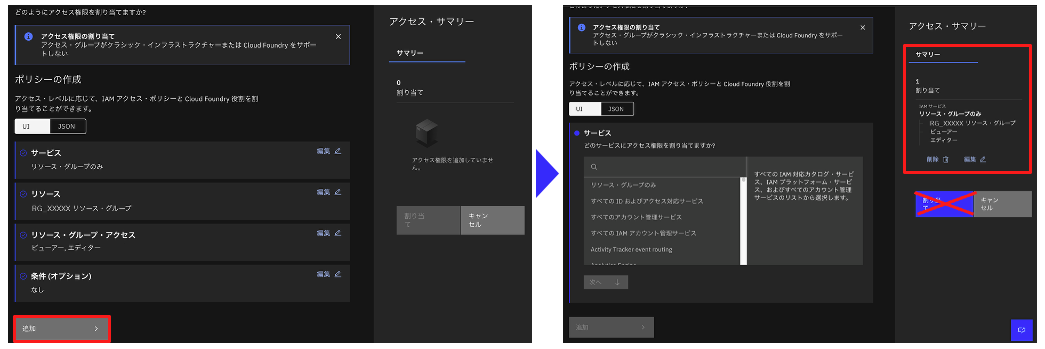 どのようにアクセス権限を割り当てますか?
アクセス権限の割り当て
アクセス・グループがクラシック・インフラストラクチャーまたは Cloud Foundry をサポー
トしない
ポリシーの作成
アクセス・レベルに応じて、IAM アクセス・ポリシーと Cloud Foundry 役割を割
り当てることができます。
UI
JSON
サービス
編集
リソース・グループのみ
リソース
編集
RG_XXXXX リソース・グループ
リソース・グループ・アクセス
編集
ビューアー, エディター
条件 (オプション)
編集
なし
追加
アクセス・サマリー
サマリー
0
割り当て
アクセス権限を追加していませ
ん。
割り当
て
キャン
セル
アクセス権限の割り当て
アクセス・グループがクラシック・インフラストラクチャーまたは Cloud Foundry をサポー
トしない
ポリシーの作成
アクセス・レベルに応じて、IAM アクセス・ポリシーと Cloud Foundry 役割を割
り当てることができます。
UI
JSON
サービス
どのサービスにアクセス権限を割り当てますか?
リソース・グループのみ
すべての ID およびアクセス対応サービス
すべてのアカウント管理サービス
すべての IAM アカウント管理サービス
Activity Tracker event routing
すべての IAM 対応カタログ・サービ
ス、IAM プラットフォーム・サービ
ス、およびすべてのアカウント管理
サービスのリストから選択します。
次へ
追加
アクセス・サマリー
サマリー
1
割り当て
IAM サービス
リソース・グループのみ
RG_XXXXX リソース・グループ
ビューアー
エディター
削除
編集
割り当
て
キャン
セル